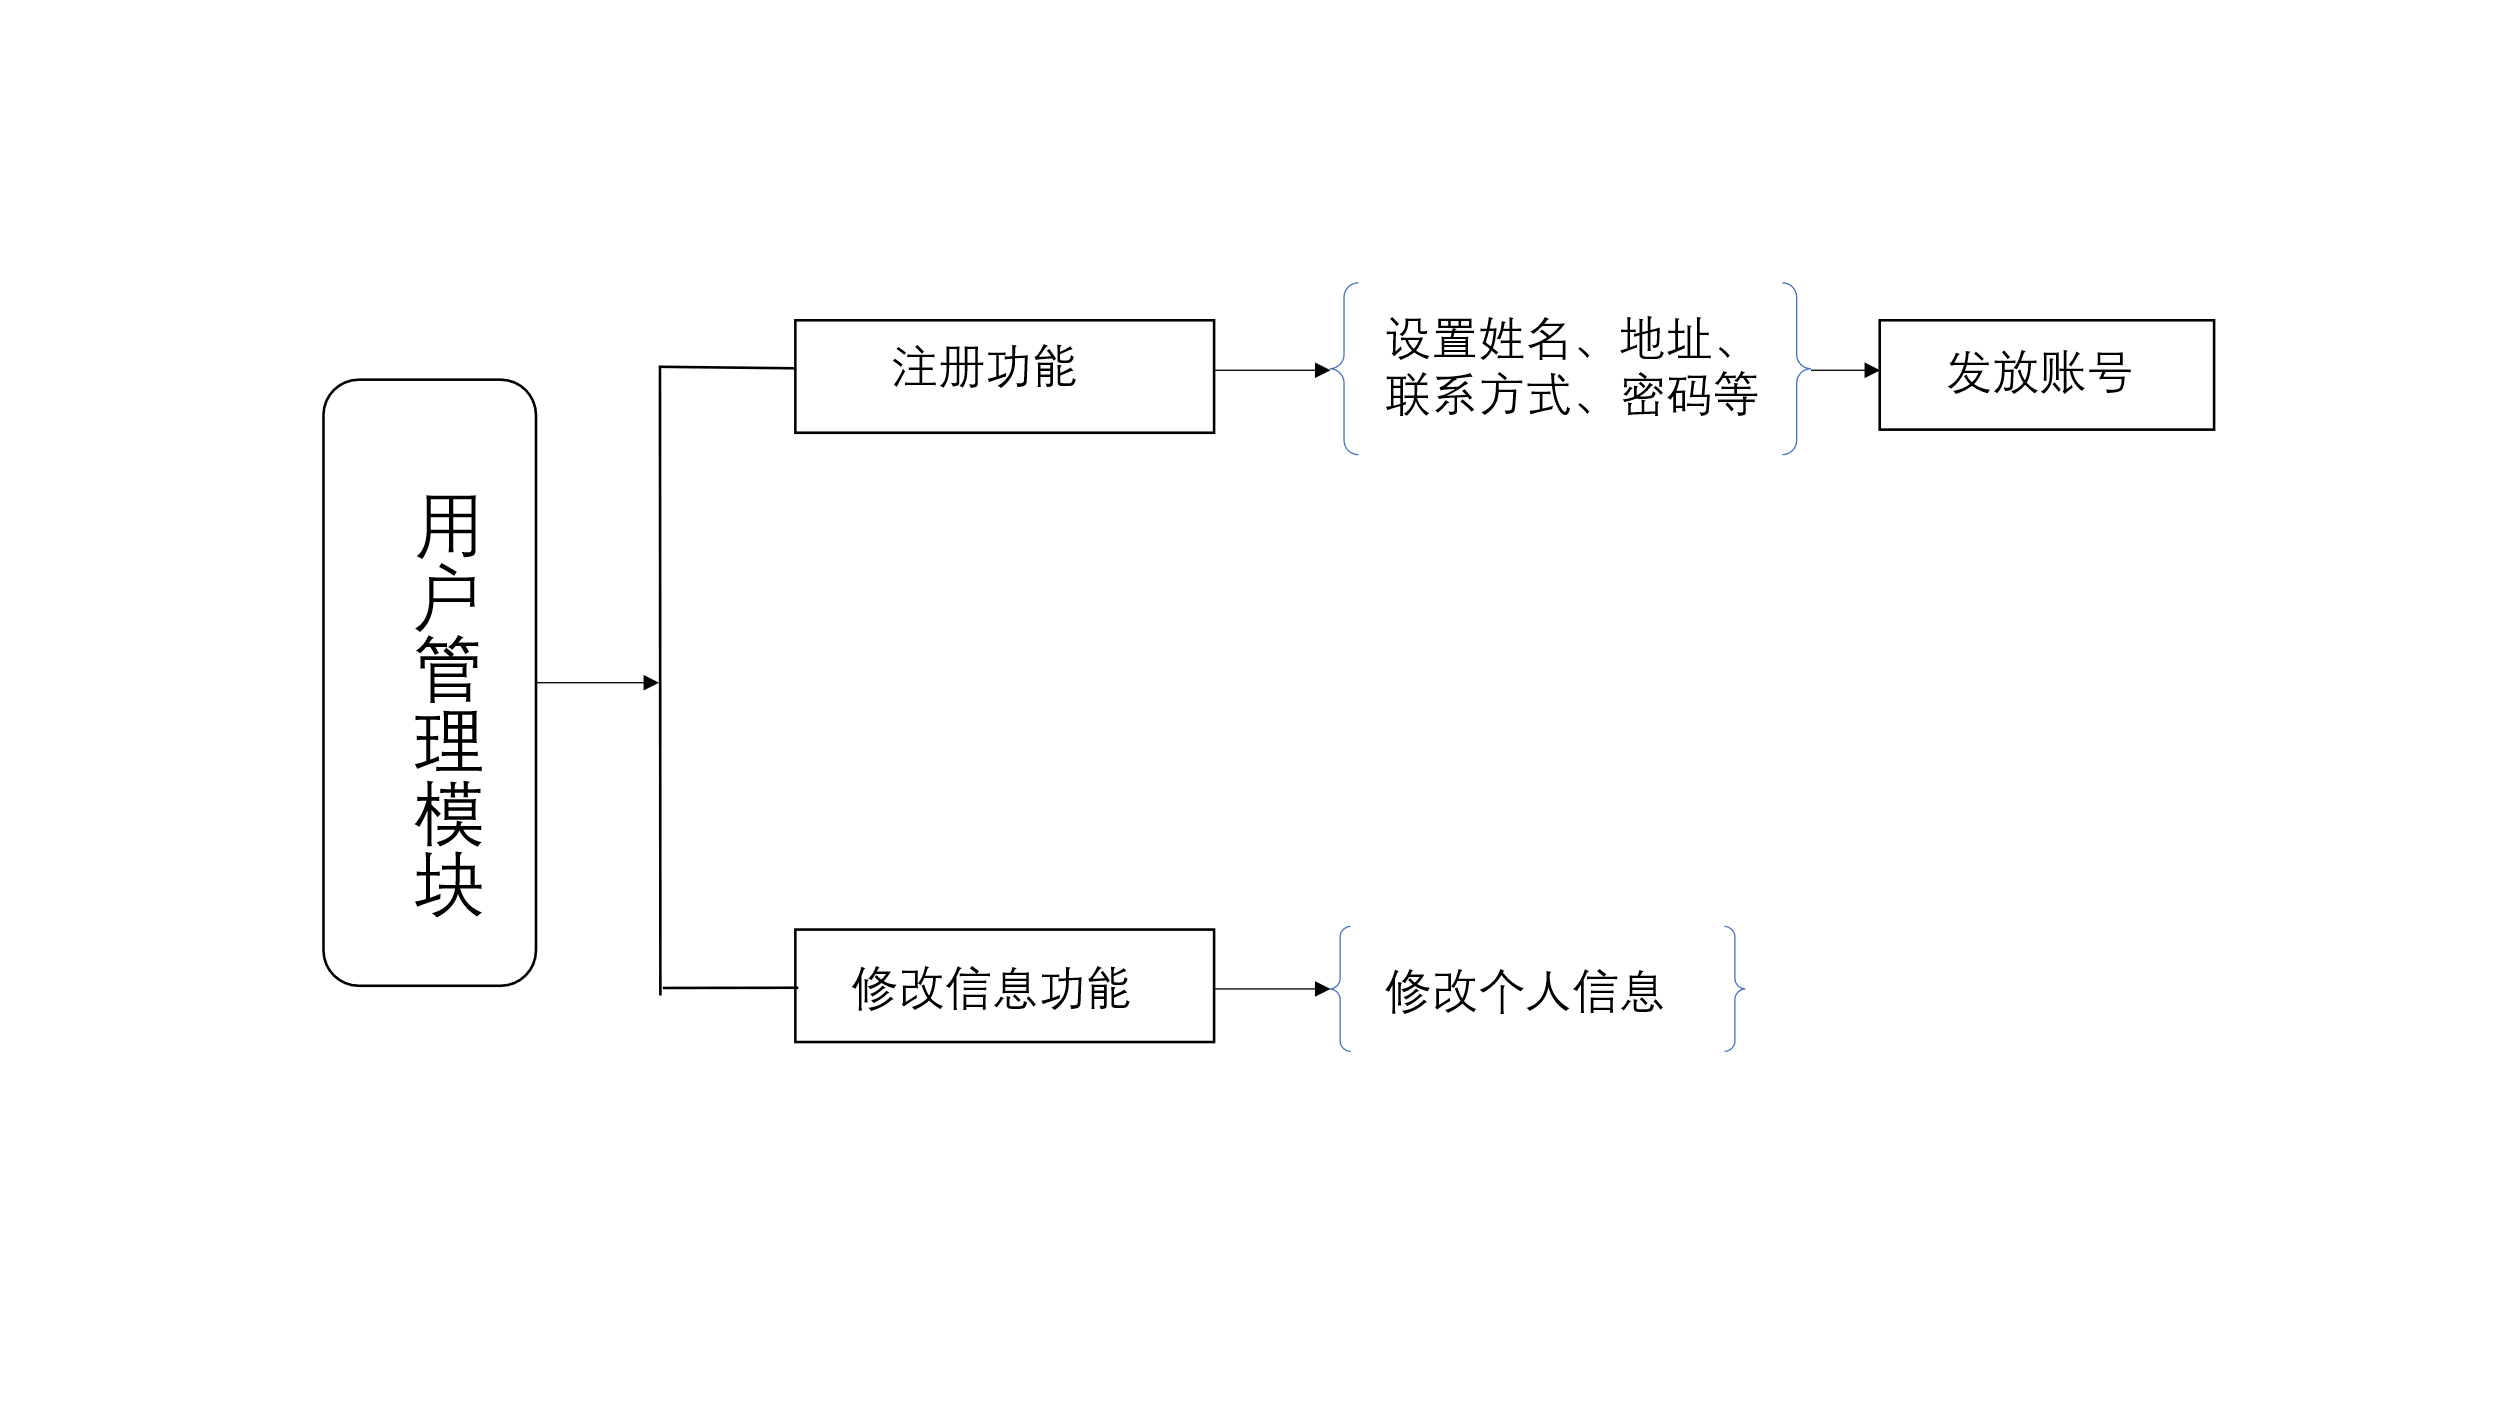 用户管理模块
注册功能
设置姓名、地址、
联系方式、密码等
发放账号
修改信息功能
修改个人信息